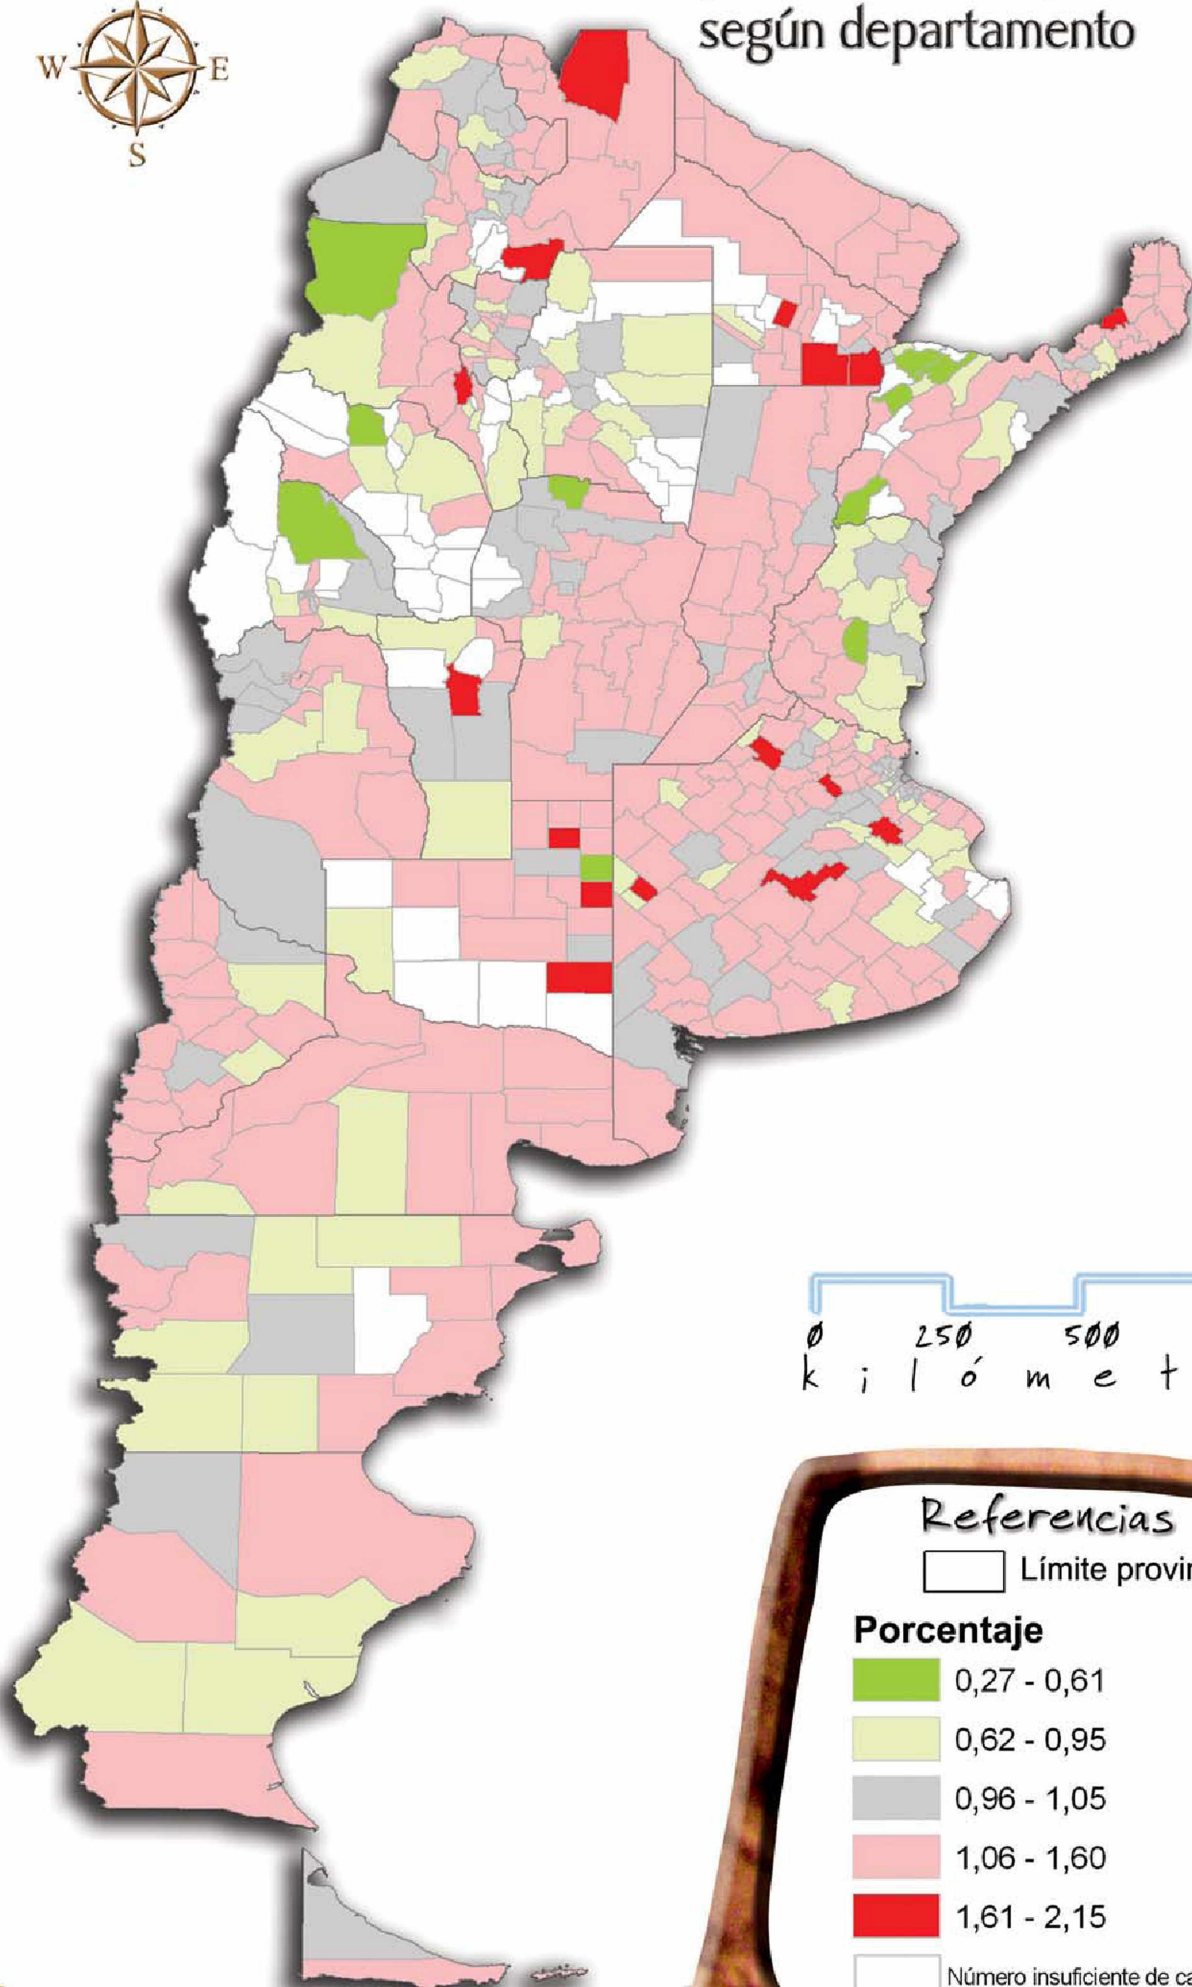 según departamento
W E
S
0 250 500
k i l ó m e t
Referencias
Límite provin
Porcentaje
0,27 - 0,61
0,62 - 0,95
0,96 - 1,05
1,06 - 1,60
1,61 - 2,15
Número insuficiente de ca